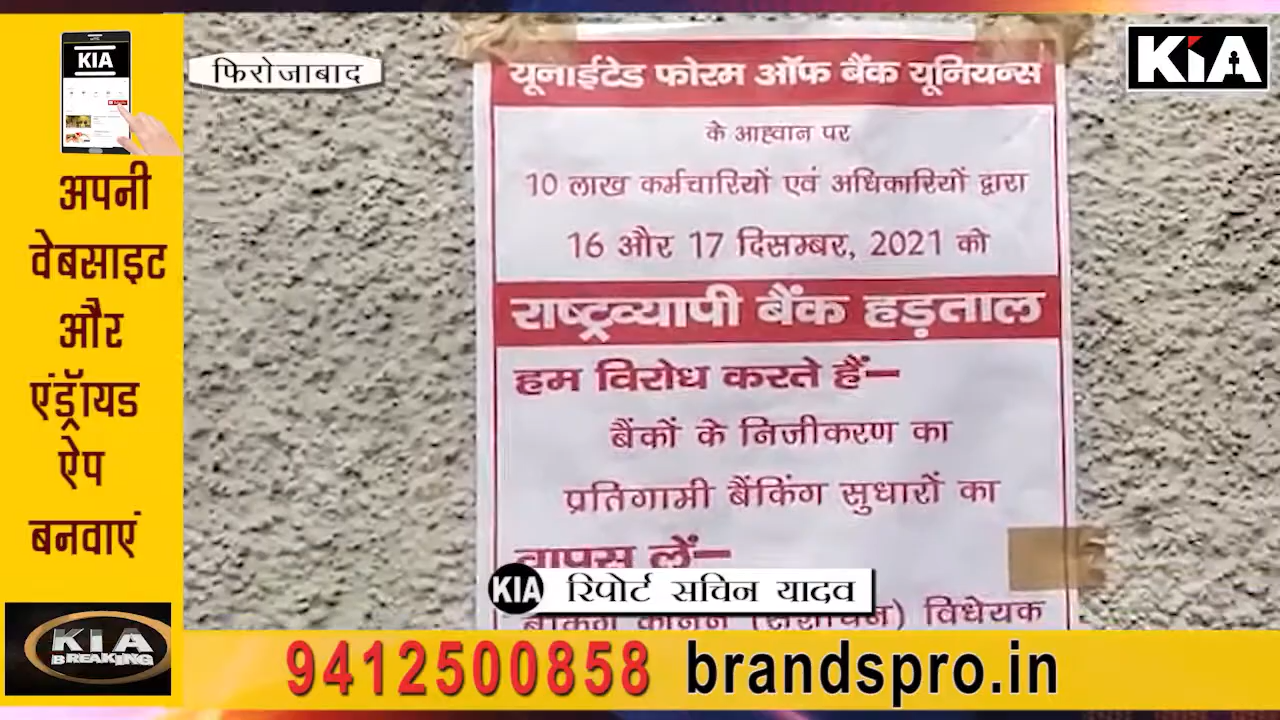 KIA
फिरोजाबाद
KIA
अपनी
वेबसाइट
और
एंड्रॉयड
ऐप
बनवाएं
KIA
BREAKING
यूनाईटेड फोरम ऑफ बैंक यूनियन्स
के आह्वान पर
10 लाख कर्मचारियों एवं अधिकारियों द्वारा
16 और 17 दिसम्बर, 2021 को
राष्ट्रव्यापी बैंक हड़ताल
हम विरोध करते हैं–
बैंकों के निजीकरण का
प्रतिगामी बैंकिंग सुधारों का
वापस लें–
बैंकिंग कानून (संशोधन) विधेयक
KIA रिपोर्ट सचिन यादव
9412500858 brandspro.in